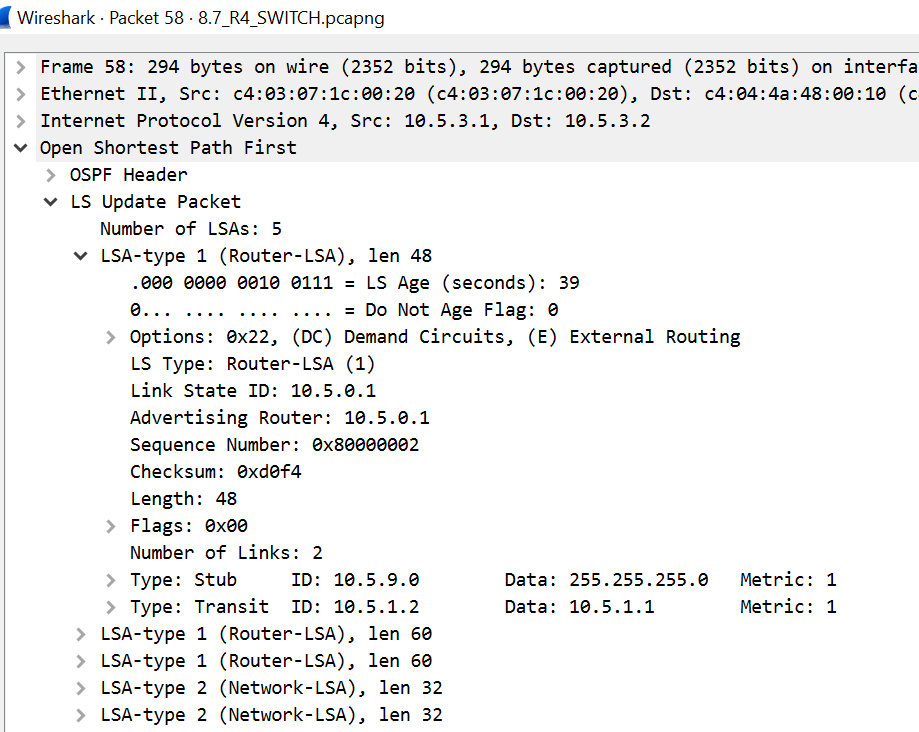 Wireshark · Packet 58 · 8.7_R4_SWITCH.pcapng
Frame 58: 294 bytes on wire (2352 bits), 294 bytes captured (2352 bits) on interfa
Ethernet II, Src: c4:03:07:1c:00:20 (c4:03:07:1c:00:20), Dst: c4:04:4a:48:00:10 (c
Internet Protocol Version 4, Src: 10.5.3.1, Dst: 10.5.3.2
Open Shortest Path First
OSPF Header
LS Update Packet
Number of LSAs: 5
LSA-type 1 (Router-LSA), len 48
.000 0000 0010 0111 = LS Age (seconds): 39
0... .... .... .... = Do Not Age Flag: 0
Options: 0x22, (DC) Demand Circuits, (E) External Routing
LS Type: Router-LSA (1)
Link State ID: 10.5.0.1
Advertising Router: 10.5.0.1
Sequence Number: 0x80000002
Checksum: 0xd0f4
Length: 48
Flags: 0x00
Number of Links: 2
Type: Stub ID: 10.5.9.0 Data: 255.255.255.0 Metric: 1
Type: Transit ID: 10.5.1.2 Data: 10.5.1.1 Metric: 1
LSA-type 1 (Router-LSA), len 60
LSA-type 1 (Router-LSA), len 60
LSA-type 2 (Network-LSA), len 32
LSA-type 2 (Network-LSA), len 32